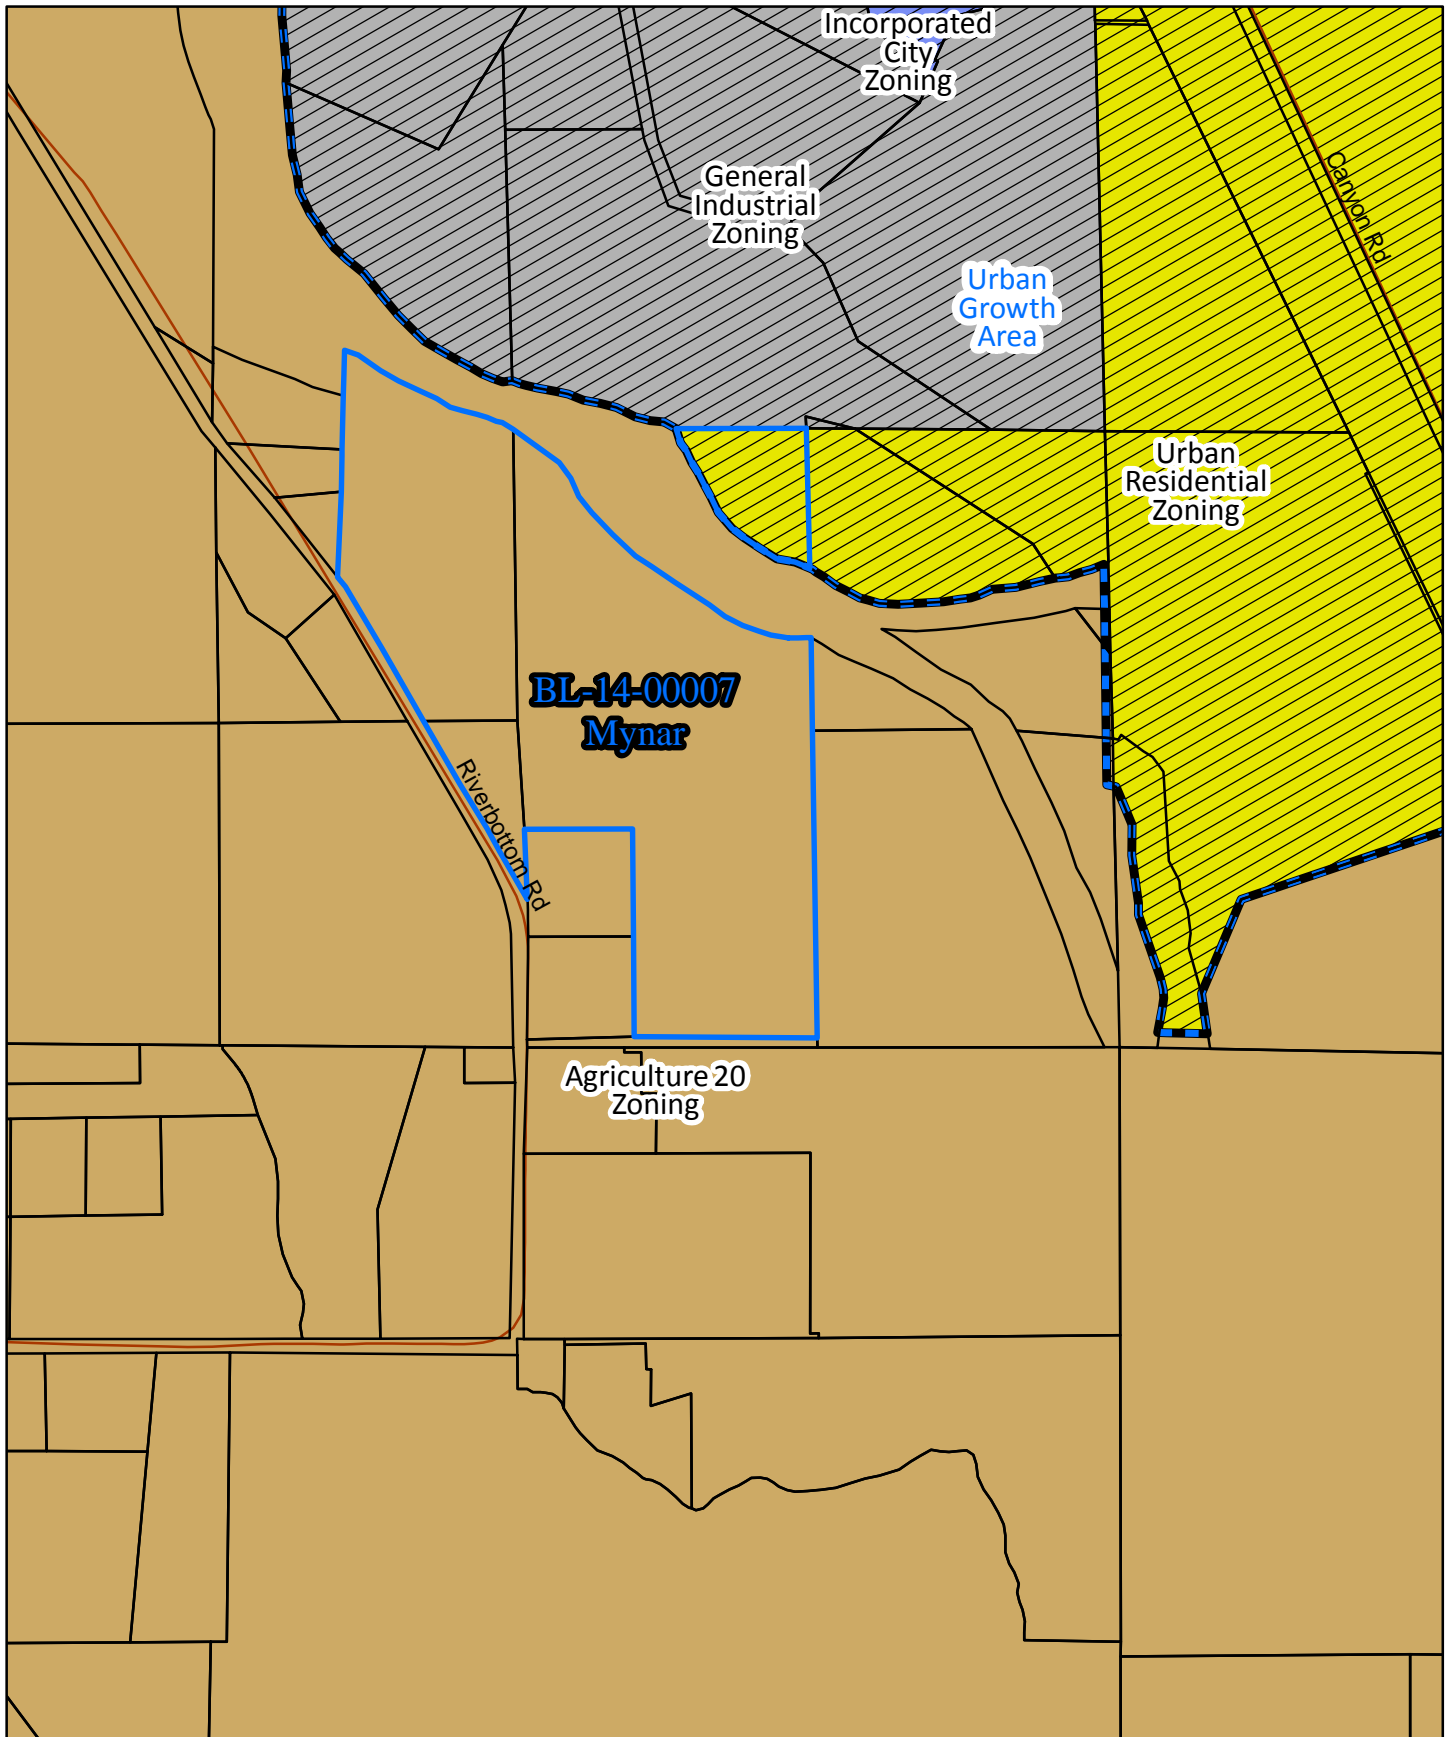 Incorporated
City
Zoning
Canyon Rd
General
Industrial
Zoning
Urban
Growth
Area
Urban
Residential
Zoning
BL-14-00007
Mynar
Riverbottom Rd
Agriculture 20
Zoning